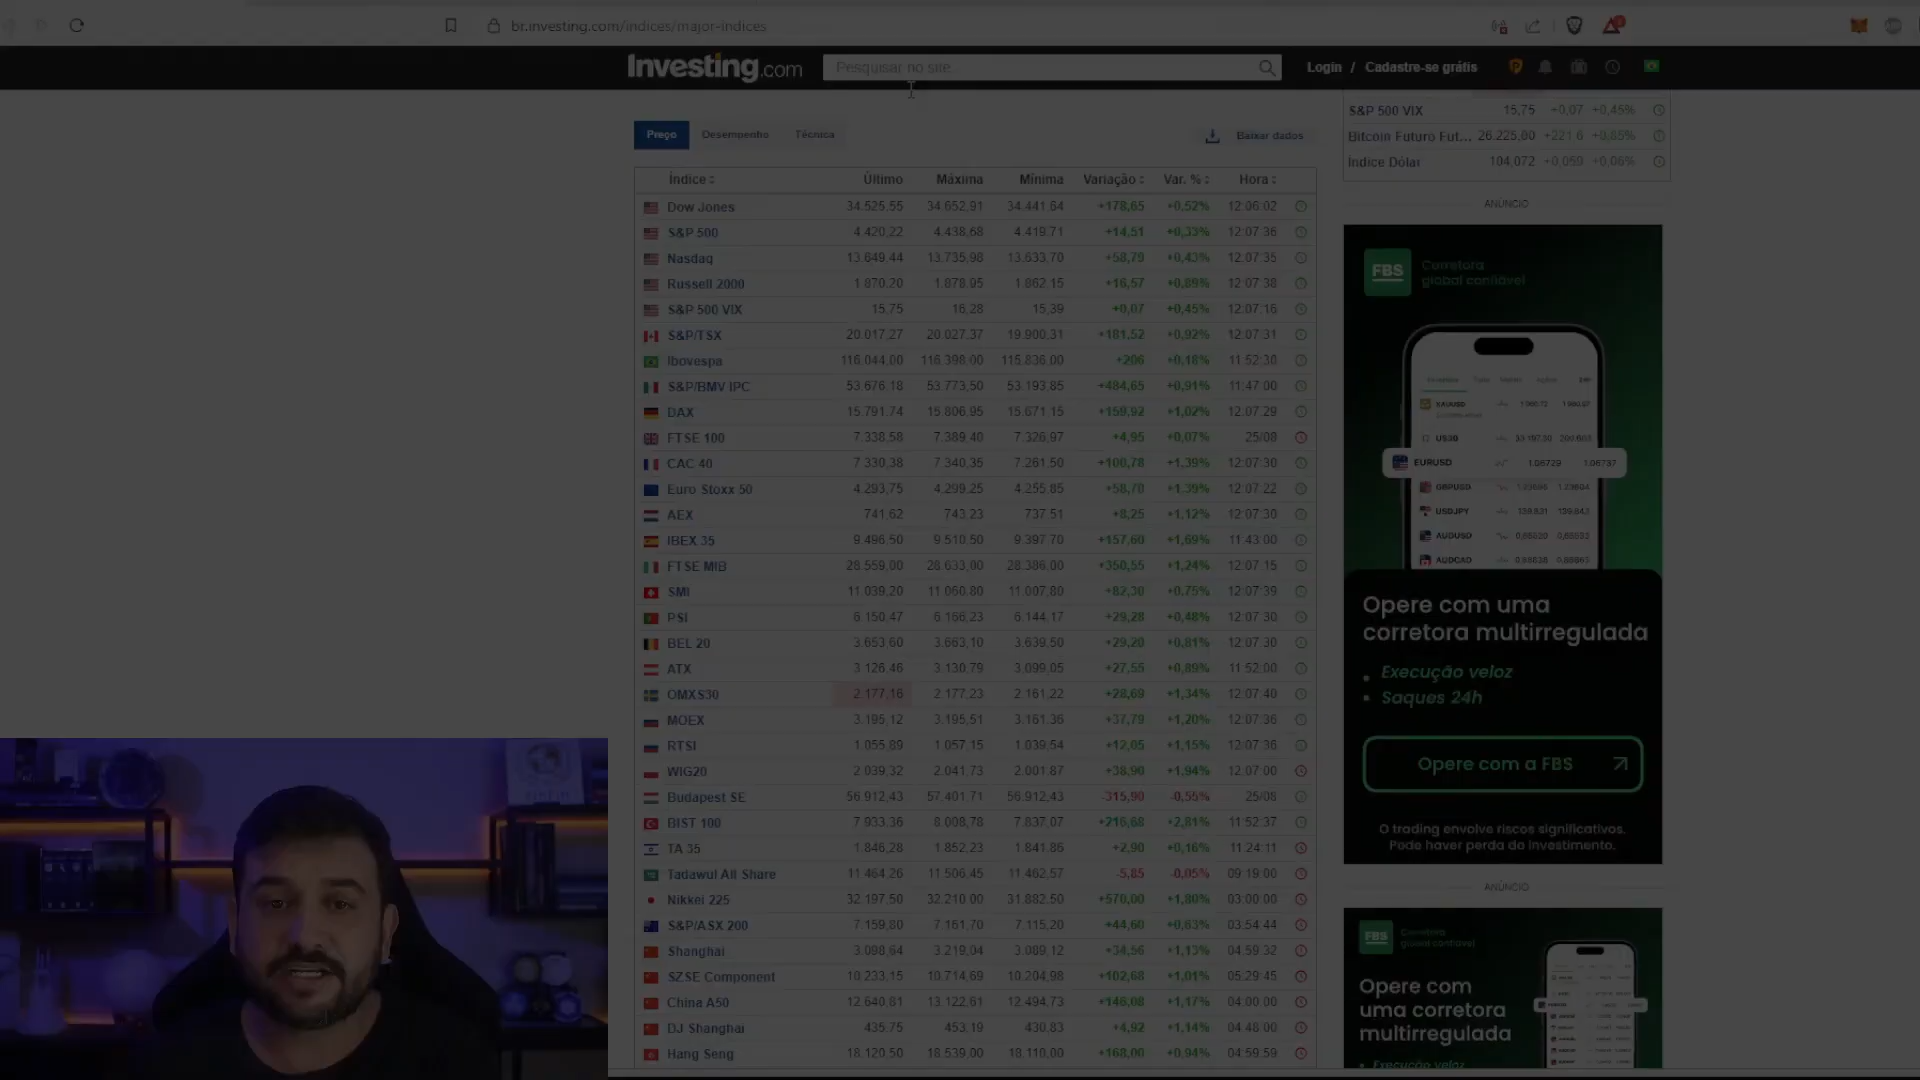 br.investing.com/indices/major-indices
Investing.com
Pesquisar no site
Login / Cadastre-se grátis
Preço Desempenho Técnica Baixar dados
Índice Último Máxima Mínima Variação Var. % Hora
Dow Jones 34.525,55 34.652,91 34.441,64 +178,65 +0,52% 12:06:02
S&P 500 4.420,22 4.438,68 4.419,71 +14,51 +0,33% 12:07:36
Nasdaq 13.649,44 13.735,98 13.633,70 +58,79 +0,43% 12:07:35
Russell 2000 1.870,20 1.878,95 1.862,15 +16,57 +0,89% 12:07:38
S&P 500 VIX 15,75 16,28 15,39 +0,07 +0,45% 12:07:16
S&P/TSX 20.017,27 20.027,37 19.900,31 +181,52 +0,92% 12:07:31
Ibovespa 116.044,00 116.398,00 115.836,00 +206 +0,18% 11:52:30
S&P/BMV IPC 53.676,18 53.773,50 53.193,85 +484,65 +0,91% 11:47:00
DAX 15.791,74 15.806,95 15.671,15 +159,92 +1,02% 12:07:29
FTSE 100 7.338,58 7.389,40 7.326,97 +4,95 +0,07% 25/08
CAC 40 7.330,38 7.340,35 7.261,50 +100,78 +1,39% 12:07:30
Euro Stoxx 50 4.293,75 4.299,25 4.255,85 +58,70 +1,39% 12:07:22
AEX 741,62 743,23 737,51 +8,25 +1,12% 12:07:30
IBEX 35 9.496,50 9.510,50 9.397,70 +157,60 +1,69% 11:43:00
FTSE MIB 28.559,00 28.633,00 28.386,00 +350,55 +1,24% 12:07:15
SMI 11.039,20 11.060,80 11.007,80 +82,30 +0,75% 12:07:39
PSI 6.150,47 6.166,23 6.144,17 +29,28 +0,48% 12:07:30
BEL 20 3.653,60 3.663,10 3.639,50 +29,20 +0,81% 12:07:30
ATX 3.126,46 3.130,79 3.099,05 +27,55 +0,89% 11:52:00
OMXS30 2.177,16 2.177,23 2.161,22 +28,69 +1,34% 12:07:40
MOEX 3.195,12 3.195,51 3.161,36 +37,79 +1,20% 12:07:36
RTSI 1.055,89 1.057,15 1.039,54 +12,05 +1,15% 12:07:36
WIG20 2.039,32 2.041,73 2.001,87 +38,90 +1,94% 12:07:00
Budapest SE 56.912,43 57.401,71 56.912,43 -315,90 -0,55% 25/08
BIST 100 7.933,36 8.008,78 7.837,07 +216,68 +2,81% 11:52:37
TA 35 1.846,28 1.852,23 1.841,86 +2,90 +0,16% 11:24:11
Tadawul All Share 11.464,26 11.506,45 11.462,57 -5,85 -0,05% 09:19:00
Nikkei 225 32.197,50 32.210,00 31.882,50 +570,00 +1,80% 03:00:00
S&P/ASX 200 7.159,80 7.161,70 7.115,20 +44,60 +0,63% 03:54:44
Shanghai 3.098,64 3.219,04 3.089,12 +34,56 +1,13% 04:59:32
SZSE Component 10.233,15 10.714,69 10.204,98 +102,68 +1,01% 05:29:45
China A50 12.640,81 13.122,61 12.494,73 +146,08 +1,17% 04:00:00
DJ Shanghai 435,75 453,19 430,83 +4,92 +1,14% 04:48:00
Hang Seng 18.120,50 18.539,00 18.110,00 +168,00 +0,94% 04:59:59
S&P 500 VIX 15,75 +0,07 +0,45%
Bitcoin Futuro Fut... 26.225,00 +221,6 +0,85%
Índice Dólar 104,072 +0,059 +0,06%
ANÚNCIO
FBS Corretora
global confiável
XAUUSD
US30
EURUSD 1.06729 1.06737
GBPUSD
USDJPY
AUDUSD
AUDCAD
Opere com uma
corretora multirregulada
Execução veloz
Saques 24h
Opere com a FBS
O trading envolve riscos significativos.
Pode haver perda do investimento.
ANÚNCIO
FBS Corretora
global confiável
Opere com
uma corretora
multirregulada
Execução veloz